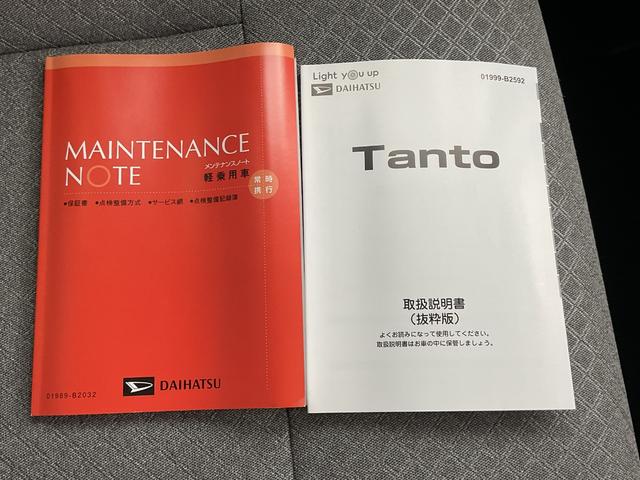 MAINTENANCE
NOTE
メンテナンスノート
軽乗用車
常時
携行
•保証書 •点検整備方式 •サービス網 •点検整備記録簿
DAIHATSU
01989-B2032
Light you up
DAIHATSU
01999-B2592
Tanto
取扱説明書
（抜粋版）
よくお読みになって使用してください。
取扱説明書はお車の中に保管しましょう。